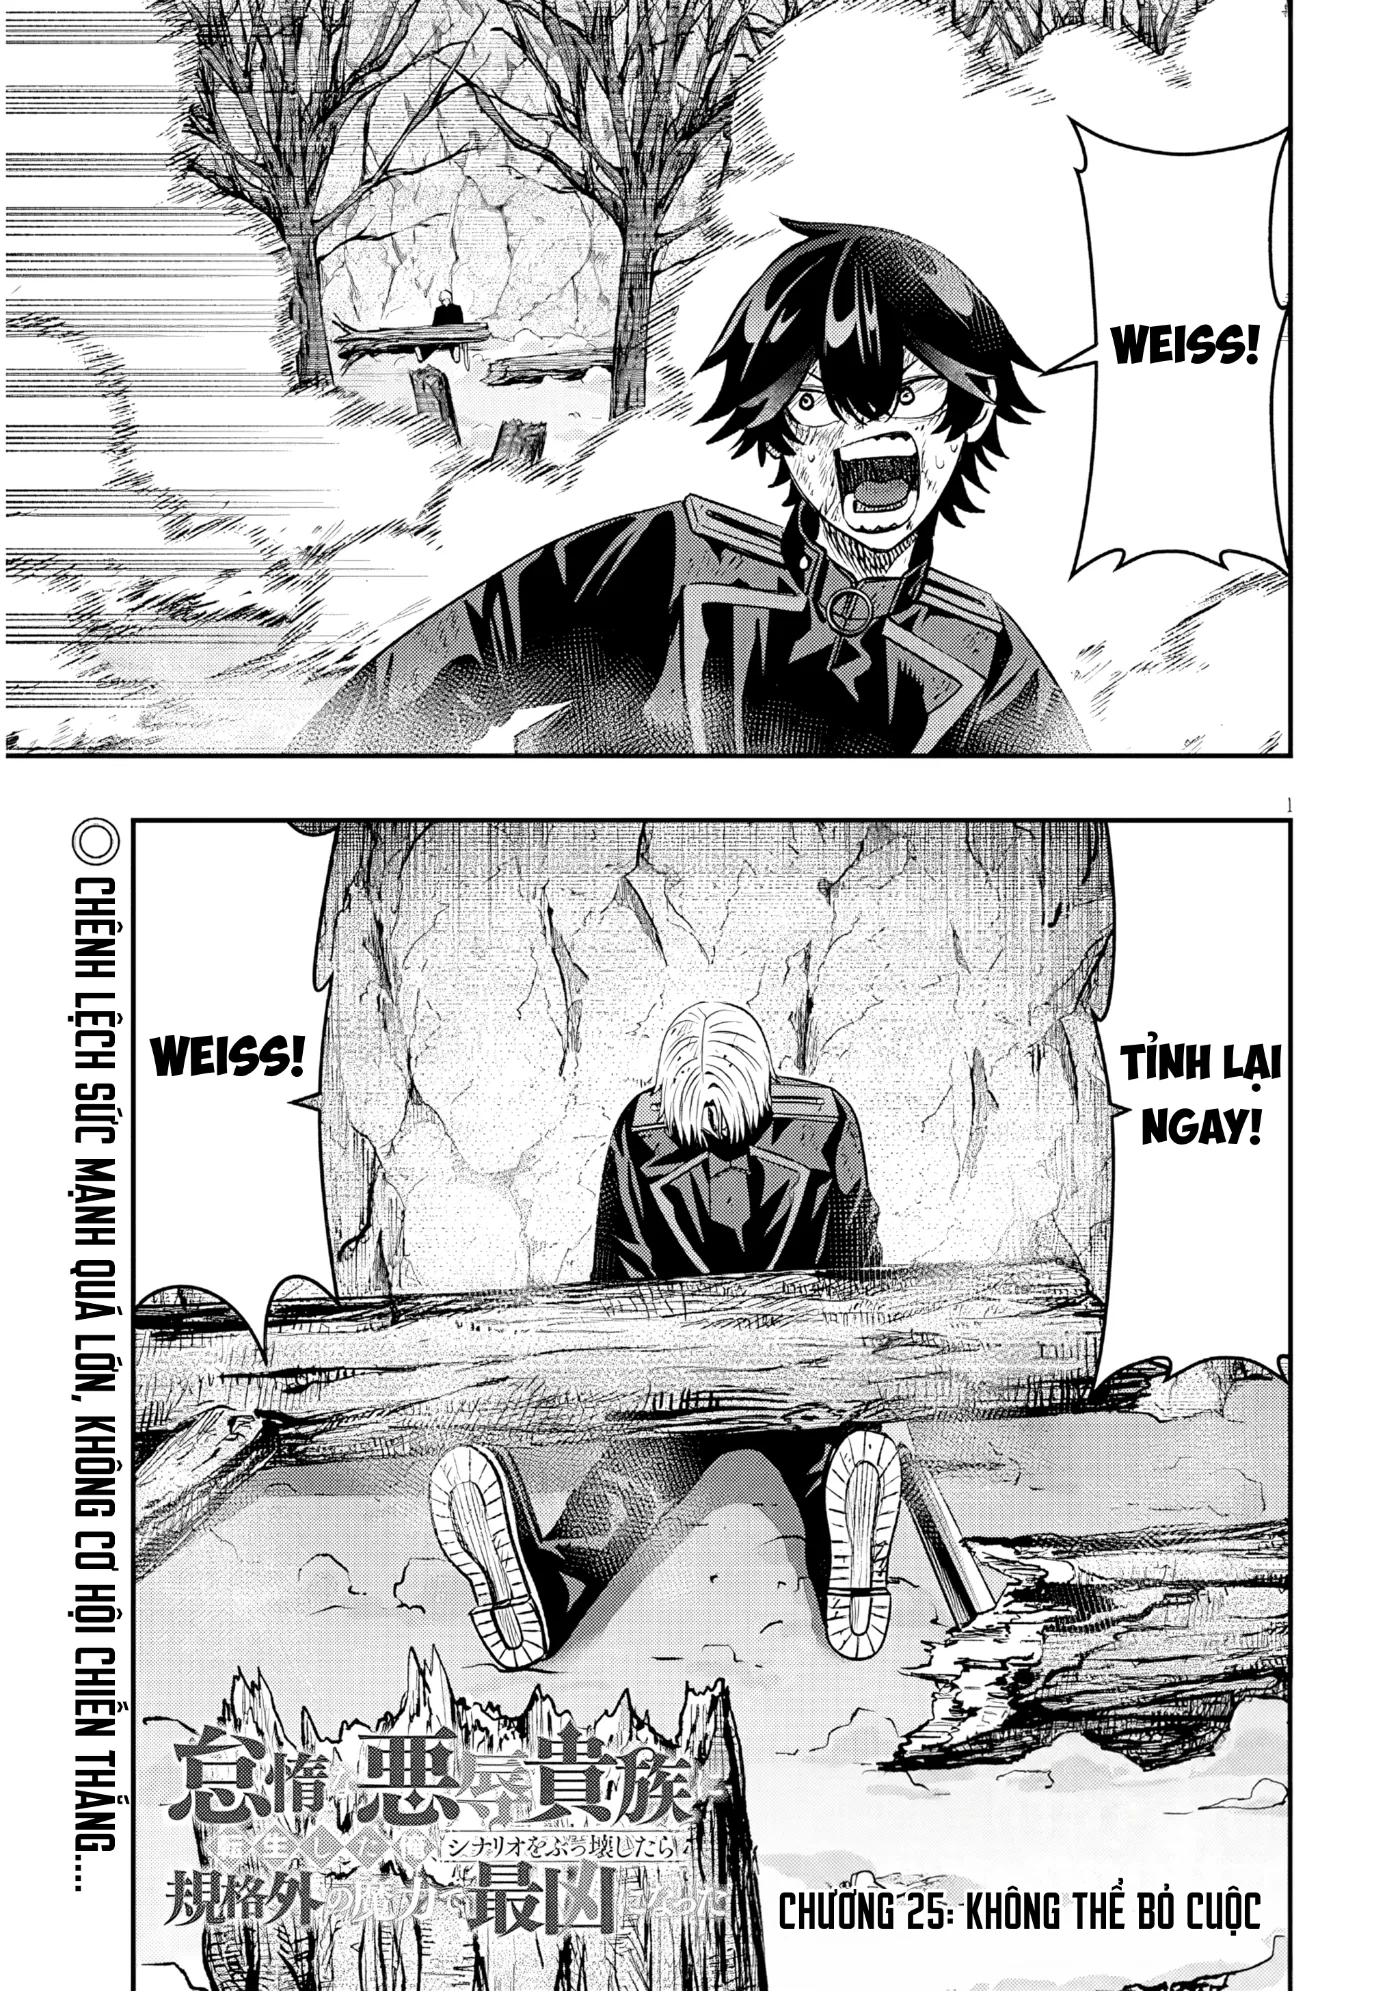 WEISS!
1
TỈNH LẠI
NGAY!
WEISS!
◎ CHÊNH LỆCH SỨC MẠNH QUÁ LỚN, KHÔNG CƠ HỘI CHIẾN THẮNG....
怠惰な悪辱貴族に
転生した俺、シナリオをぶっ壊したら
規格外の魔力で最凶になった
CHƯƠNG 25: KHÔNG THỂ BỎ CUỘC